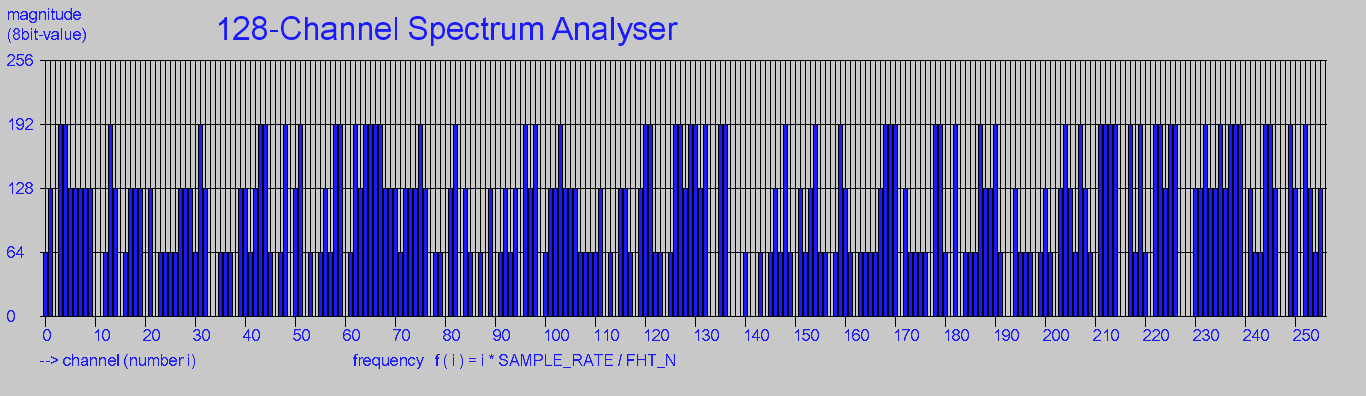 magnitude
(8bit-value)
128-Channel Spectrum Analyser
256
192
128
64
0
0 10 20 30 40 50 60 70 80 90 100 110 120 130 140 150 160 170 180 190 200 210 220 230 240 250
--> channel (number i)
frequency f ( i ) = i * SAMPLE_RATE / FHT_N